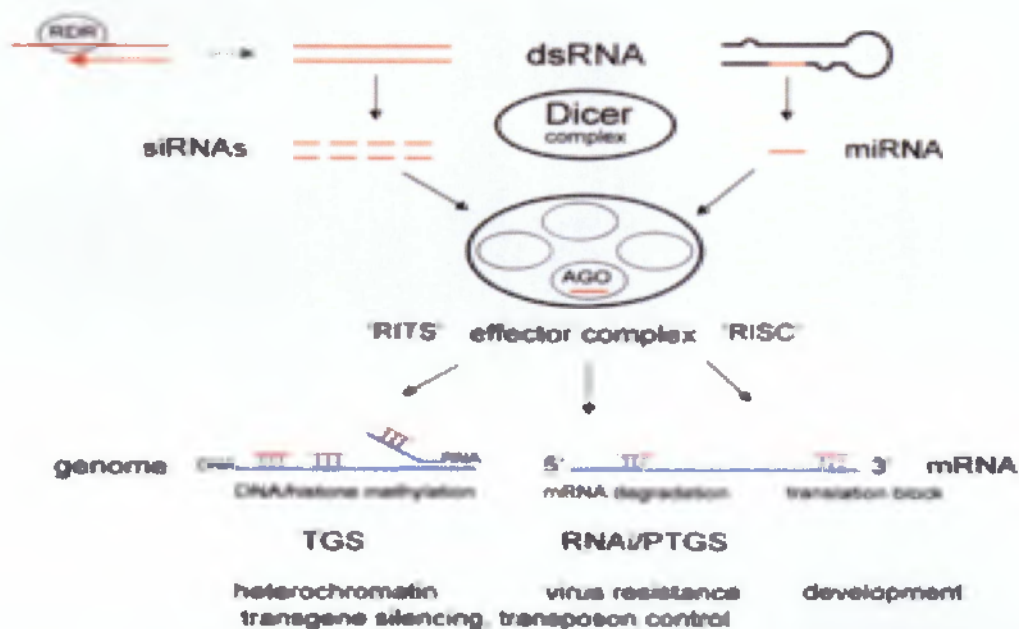 RDR
dsRNA
Dicer
complex
siRNAs
miRNA
AGO
"RITS" effector complex "RISC"
genome
DNA
RNA
5' 3' mRNA
DNA/histone methylation
mRNA degradation
translation block
TGS
RNAi/PTGS
heterochromatin
virus resistance
development
transgene silencing, transposon control